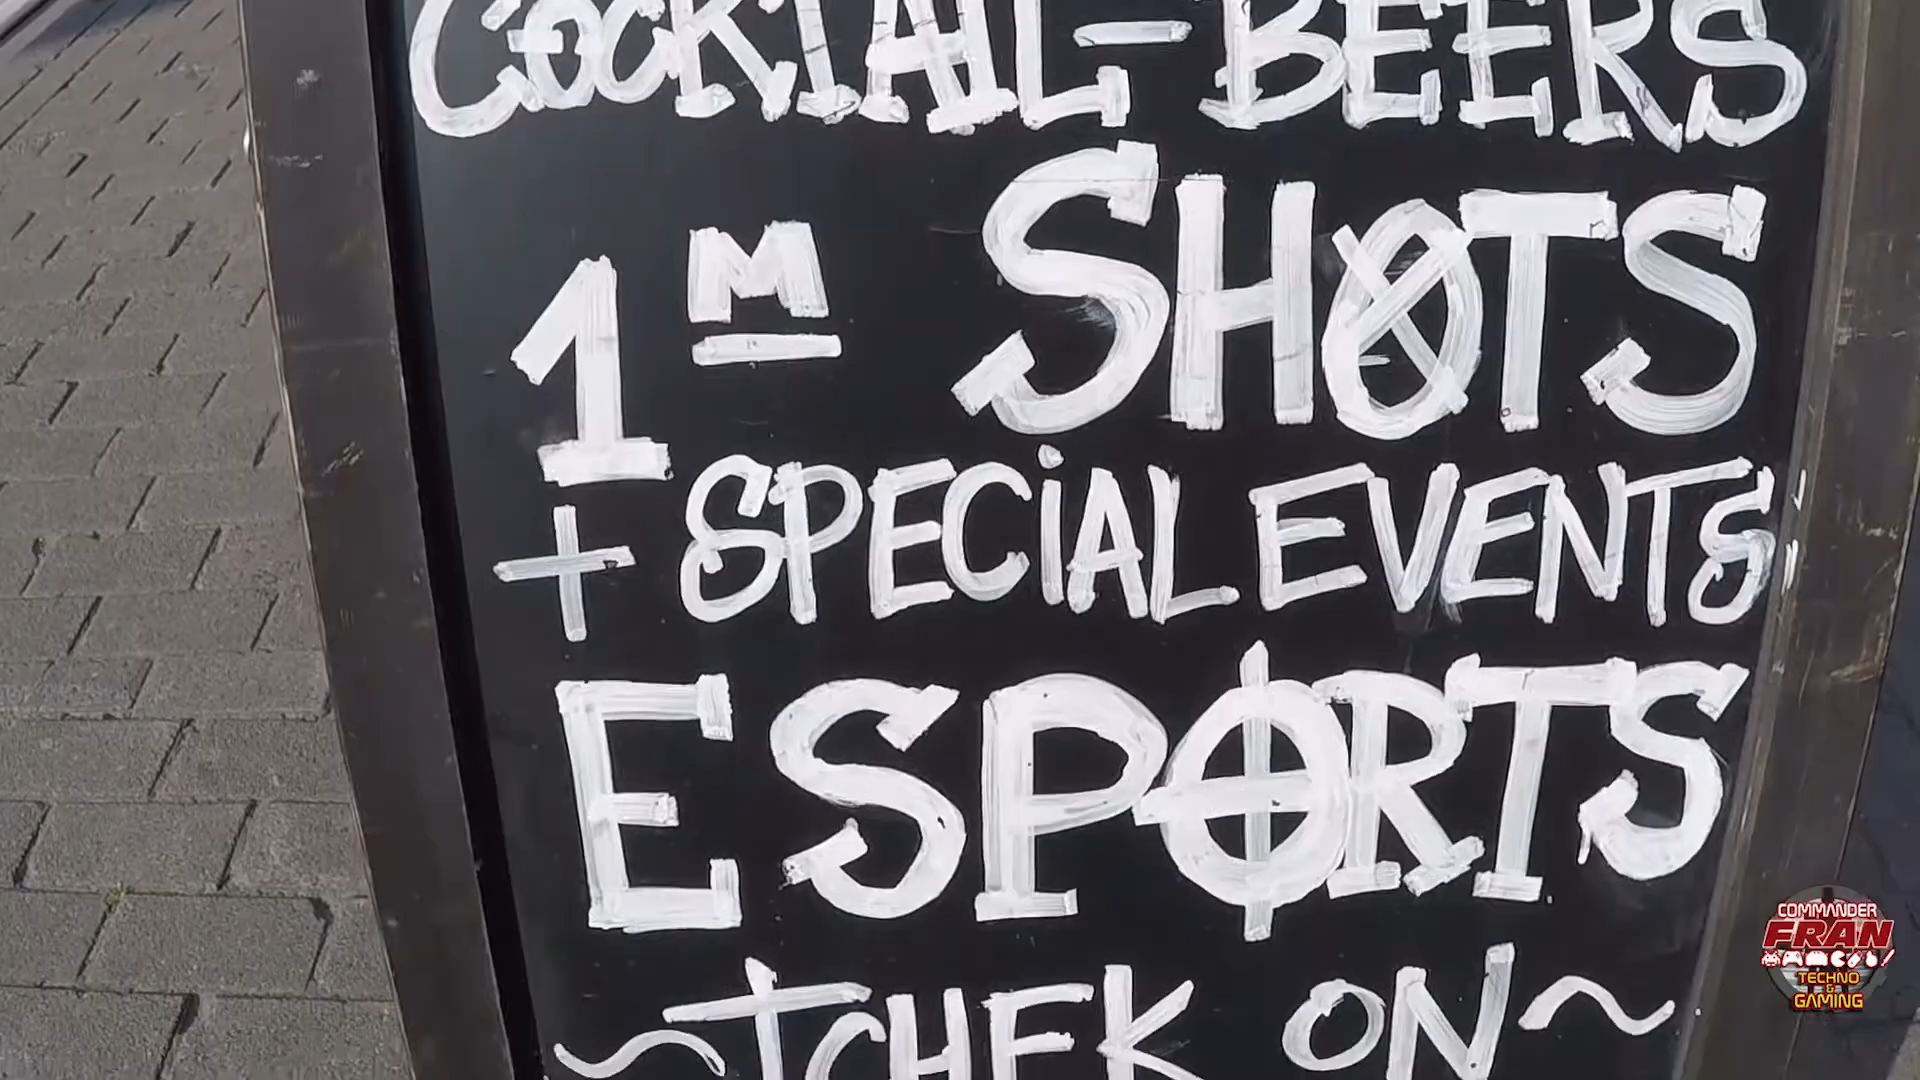 COCKTAIL-BEERS
1M SHOTS
+ SPECIAL EVENTS
ESPORTS
~TCHEK ON~
COMMANDER
FRAN
TECHNO
&
GAMING